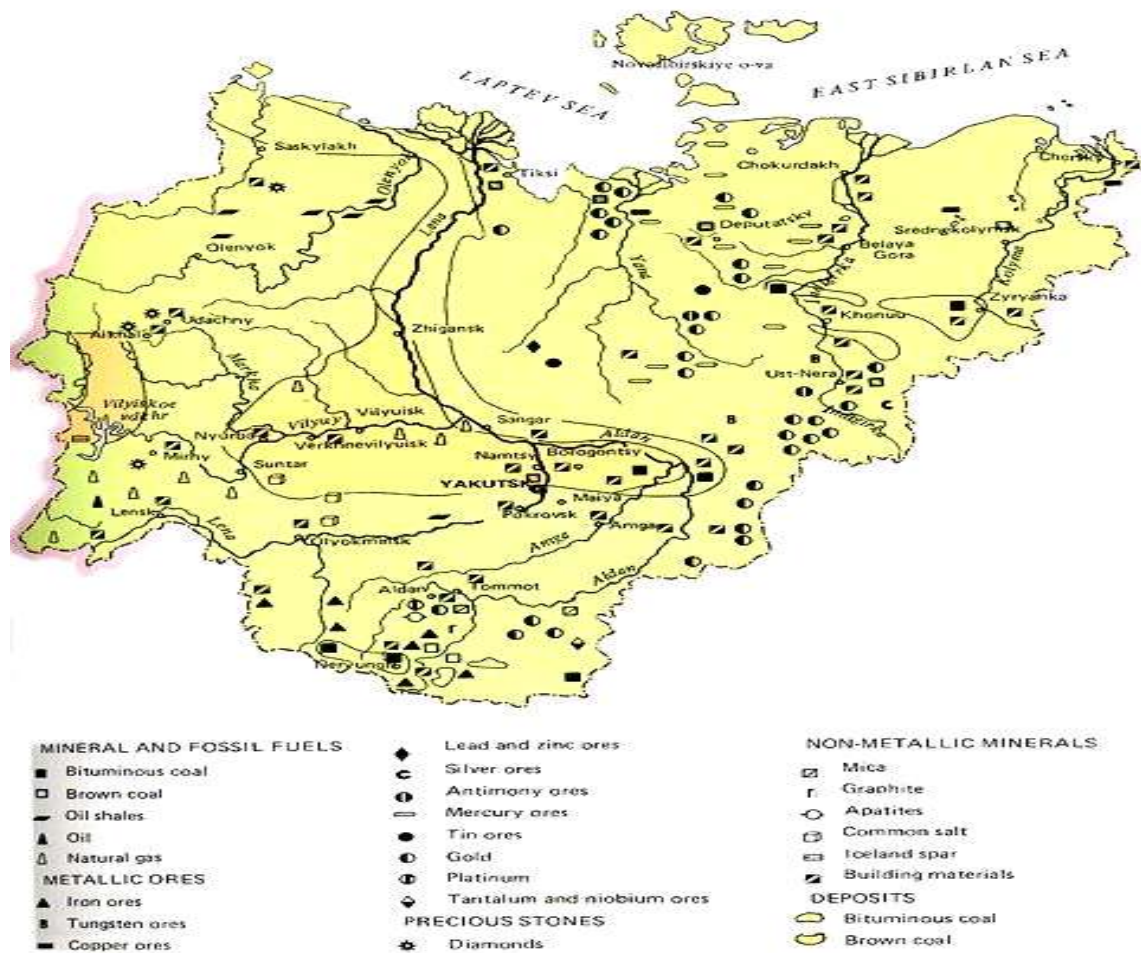 Novosibirskiye o-va
LAPTEV SEA
EAST SIBIRLAN SEA
Saskylakh
Olenyok
Tiksi
Chokurdakh
Chersky
Lana
Olenyok
Deputatsky
Srednekolymsk
Belaya
Gora
Yana
Kolyma
Zyryanka
Khonuu
Udachny
Aikhalo
Zhigansk
Markha
Ust-Nera
Indigirka
Vilyiskoe
vdchr
Vilyuy
Vilyuisk
Sangar
Aldan
Nyurba
Verkhnevilyuisk
Namtsy
Borogontsy
Mirny
Suntar
YAKUTSK
Maiya
Lensk
Pokrovsk
Amga
Lena
Olyokminsk
Amga
Aldan
Aldan
Tommot
Neryungri
MINERAL AND FOSSIL FUELS
Bituminous coal
Brown coal
Oil shales
Oil
Natural gas
METALLIC ORES
Iron ores
Tungsten ores
Copper ores
Lead and zinc ores
Silver ores
Antimony ores
Mercury ores
Tin ores
Gold
Platinum
Tantalum and niobium ores
PRECIOUS STONES
Diamonds
NON-METALLIC MINERALS
Mica
Graphite
Apatites
Common salt
Iceland spar
Building materials
DEPOSITS
Bituminous coal
Brown coal